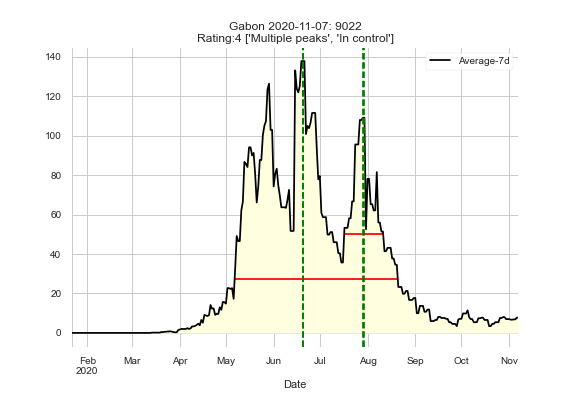 Gabon 2020-11-07: 9022
Rating:4 ['Multiple peaks', 'In control']
Average-7d
140
120
100
80
60
40
20
0
Feb Mar Apr May Jun Jul Aug Sep Oct Nov
2020
Date